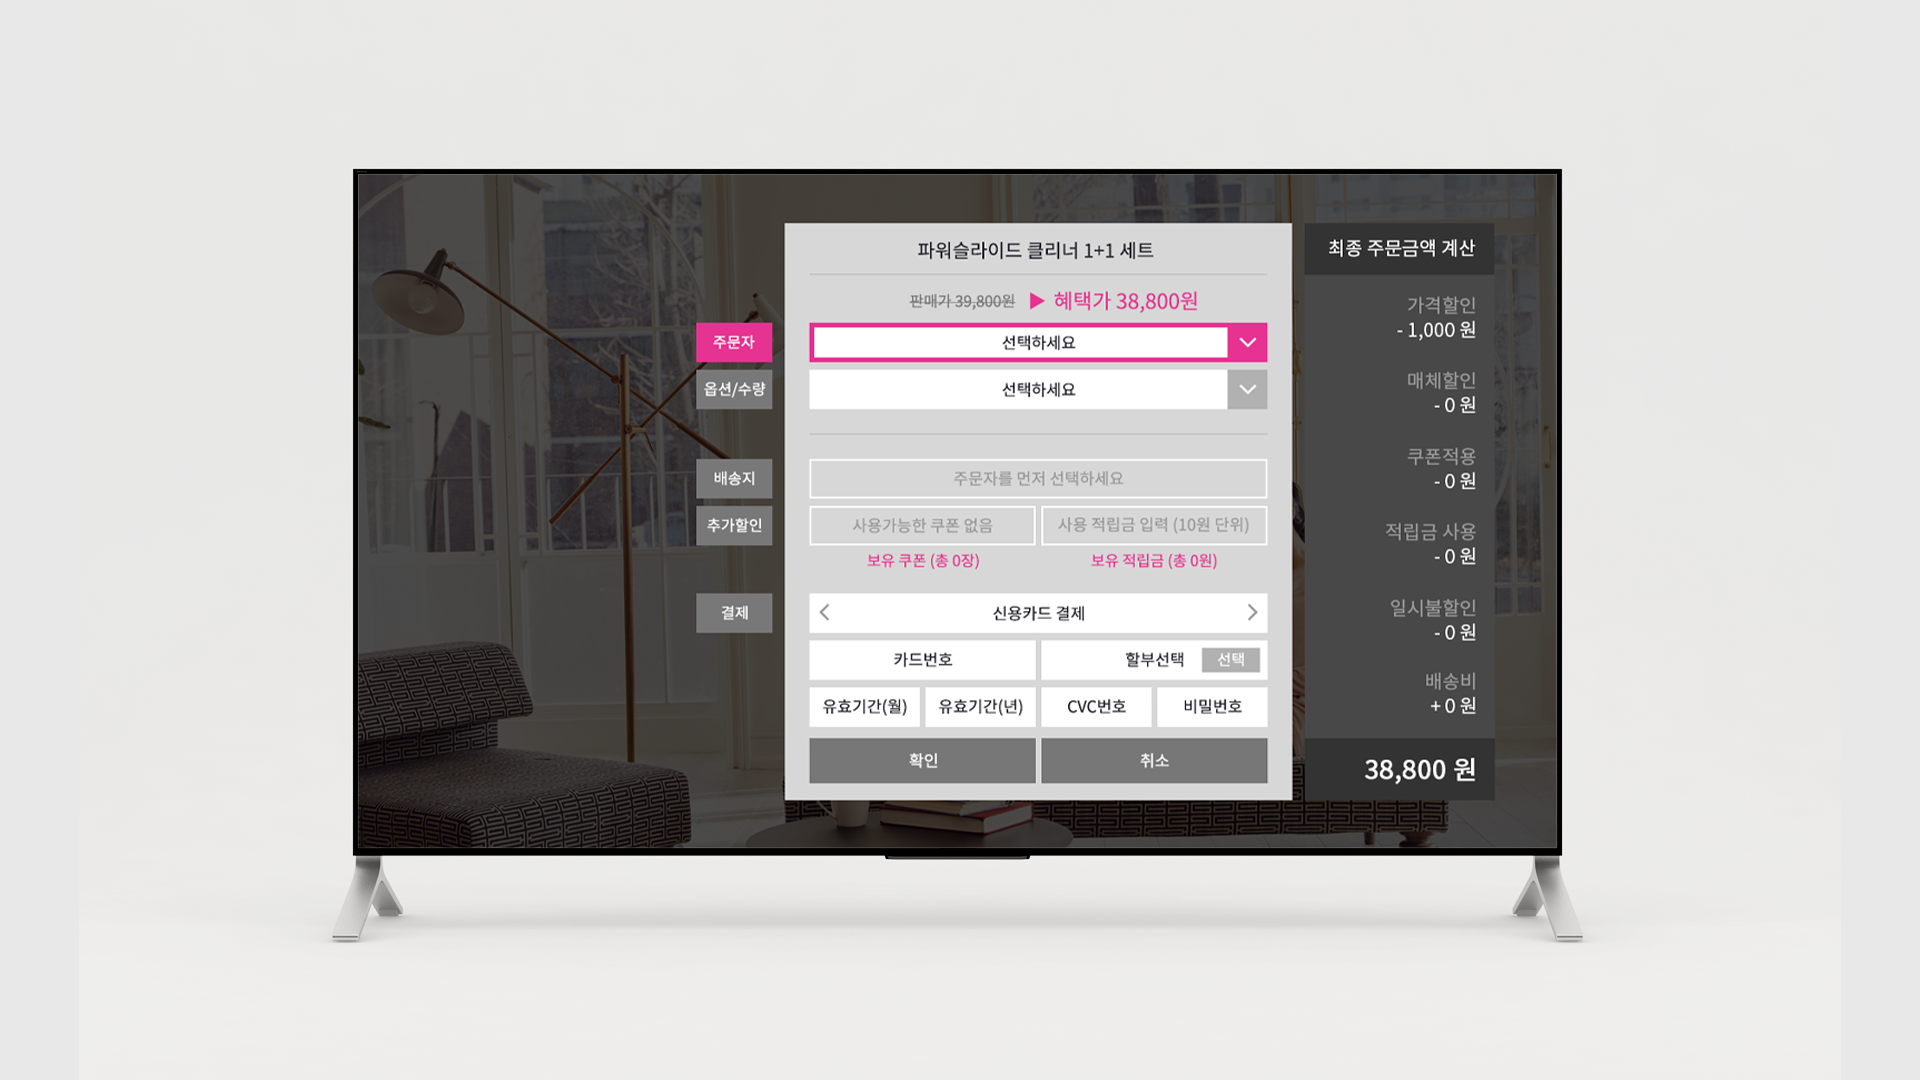 파워슬라이드 클리너 1+1 세트
판매가 39,800원 ▶ 혜택가 38,800원
주문자
선택하세요
옵션/수량
선택하세요
배송지
주문자를 먼저 선택하세요
추가할인
사용가능한 쿠폰 없음
사용 적립금 입력 (10원 단위)
보유 쿠폰 (총 0장)
보유 적립금 (총 0원)
결제
신용카드 결제
카드번호
할부선택
선택
유효기간(월)
유효기간(년)
CVC번호
비밀번호
확인
취소
최종 주문금액 계산
가격할인
- 1,000 원
매체할인
- 0 원
쿠폰적용
- 0 원
적립금 사용
- 0 원
일시불할인
- 0 원
배송비
+ 0 원
38,800 원